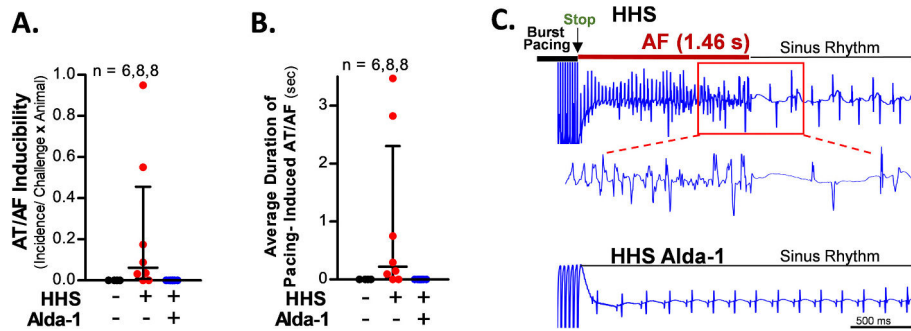 A.
n = 6,8,8
AT/AF Inducibility
(Incidence/ Challenge x Animal)
1.0
0.8
0.6
0.4
0.2
0.0
HHS - + +
Alda-1 - - +
B.
n = 6,8,8
Average Duration of
Pacing- Induced AT/AF (sec)
3
2
1
0
HHS - + +
Alda-1 - - +
C.
HHS
Stop
Burst
Pacing
AF (1.46 s)
Sinus Rhythm
HHS Alda-1
Sinus Rhythm
500 ms